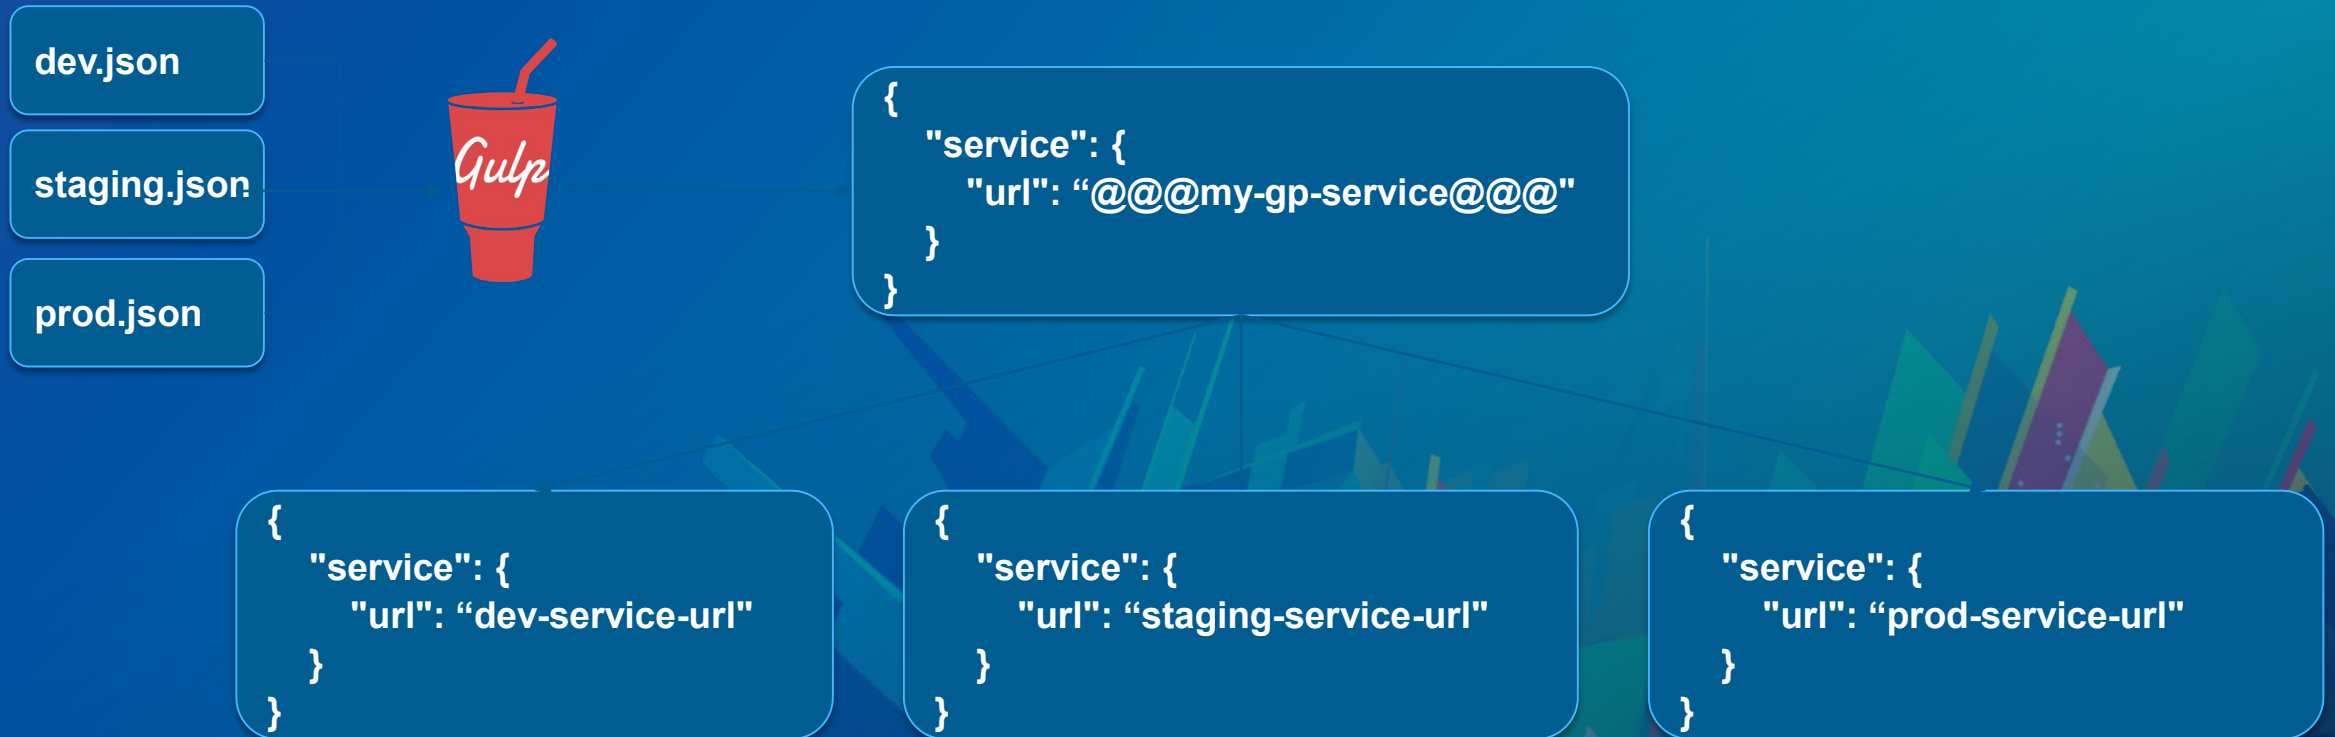 dev.json
staging.json
prod.json
Gulp
{
"service": {
"url": “@@@my-gp-service@@@"
}
}
{
"service": {
"url": “dev-service-url"
}
}
{
"service": {
"url": “staging-service-url"
}
}
{
"service": {
"url": “prod-service-url"
}
}